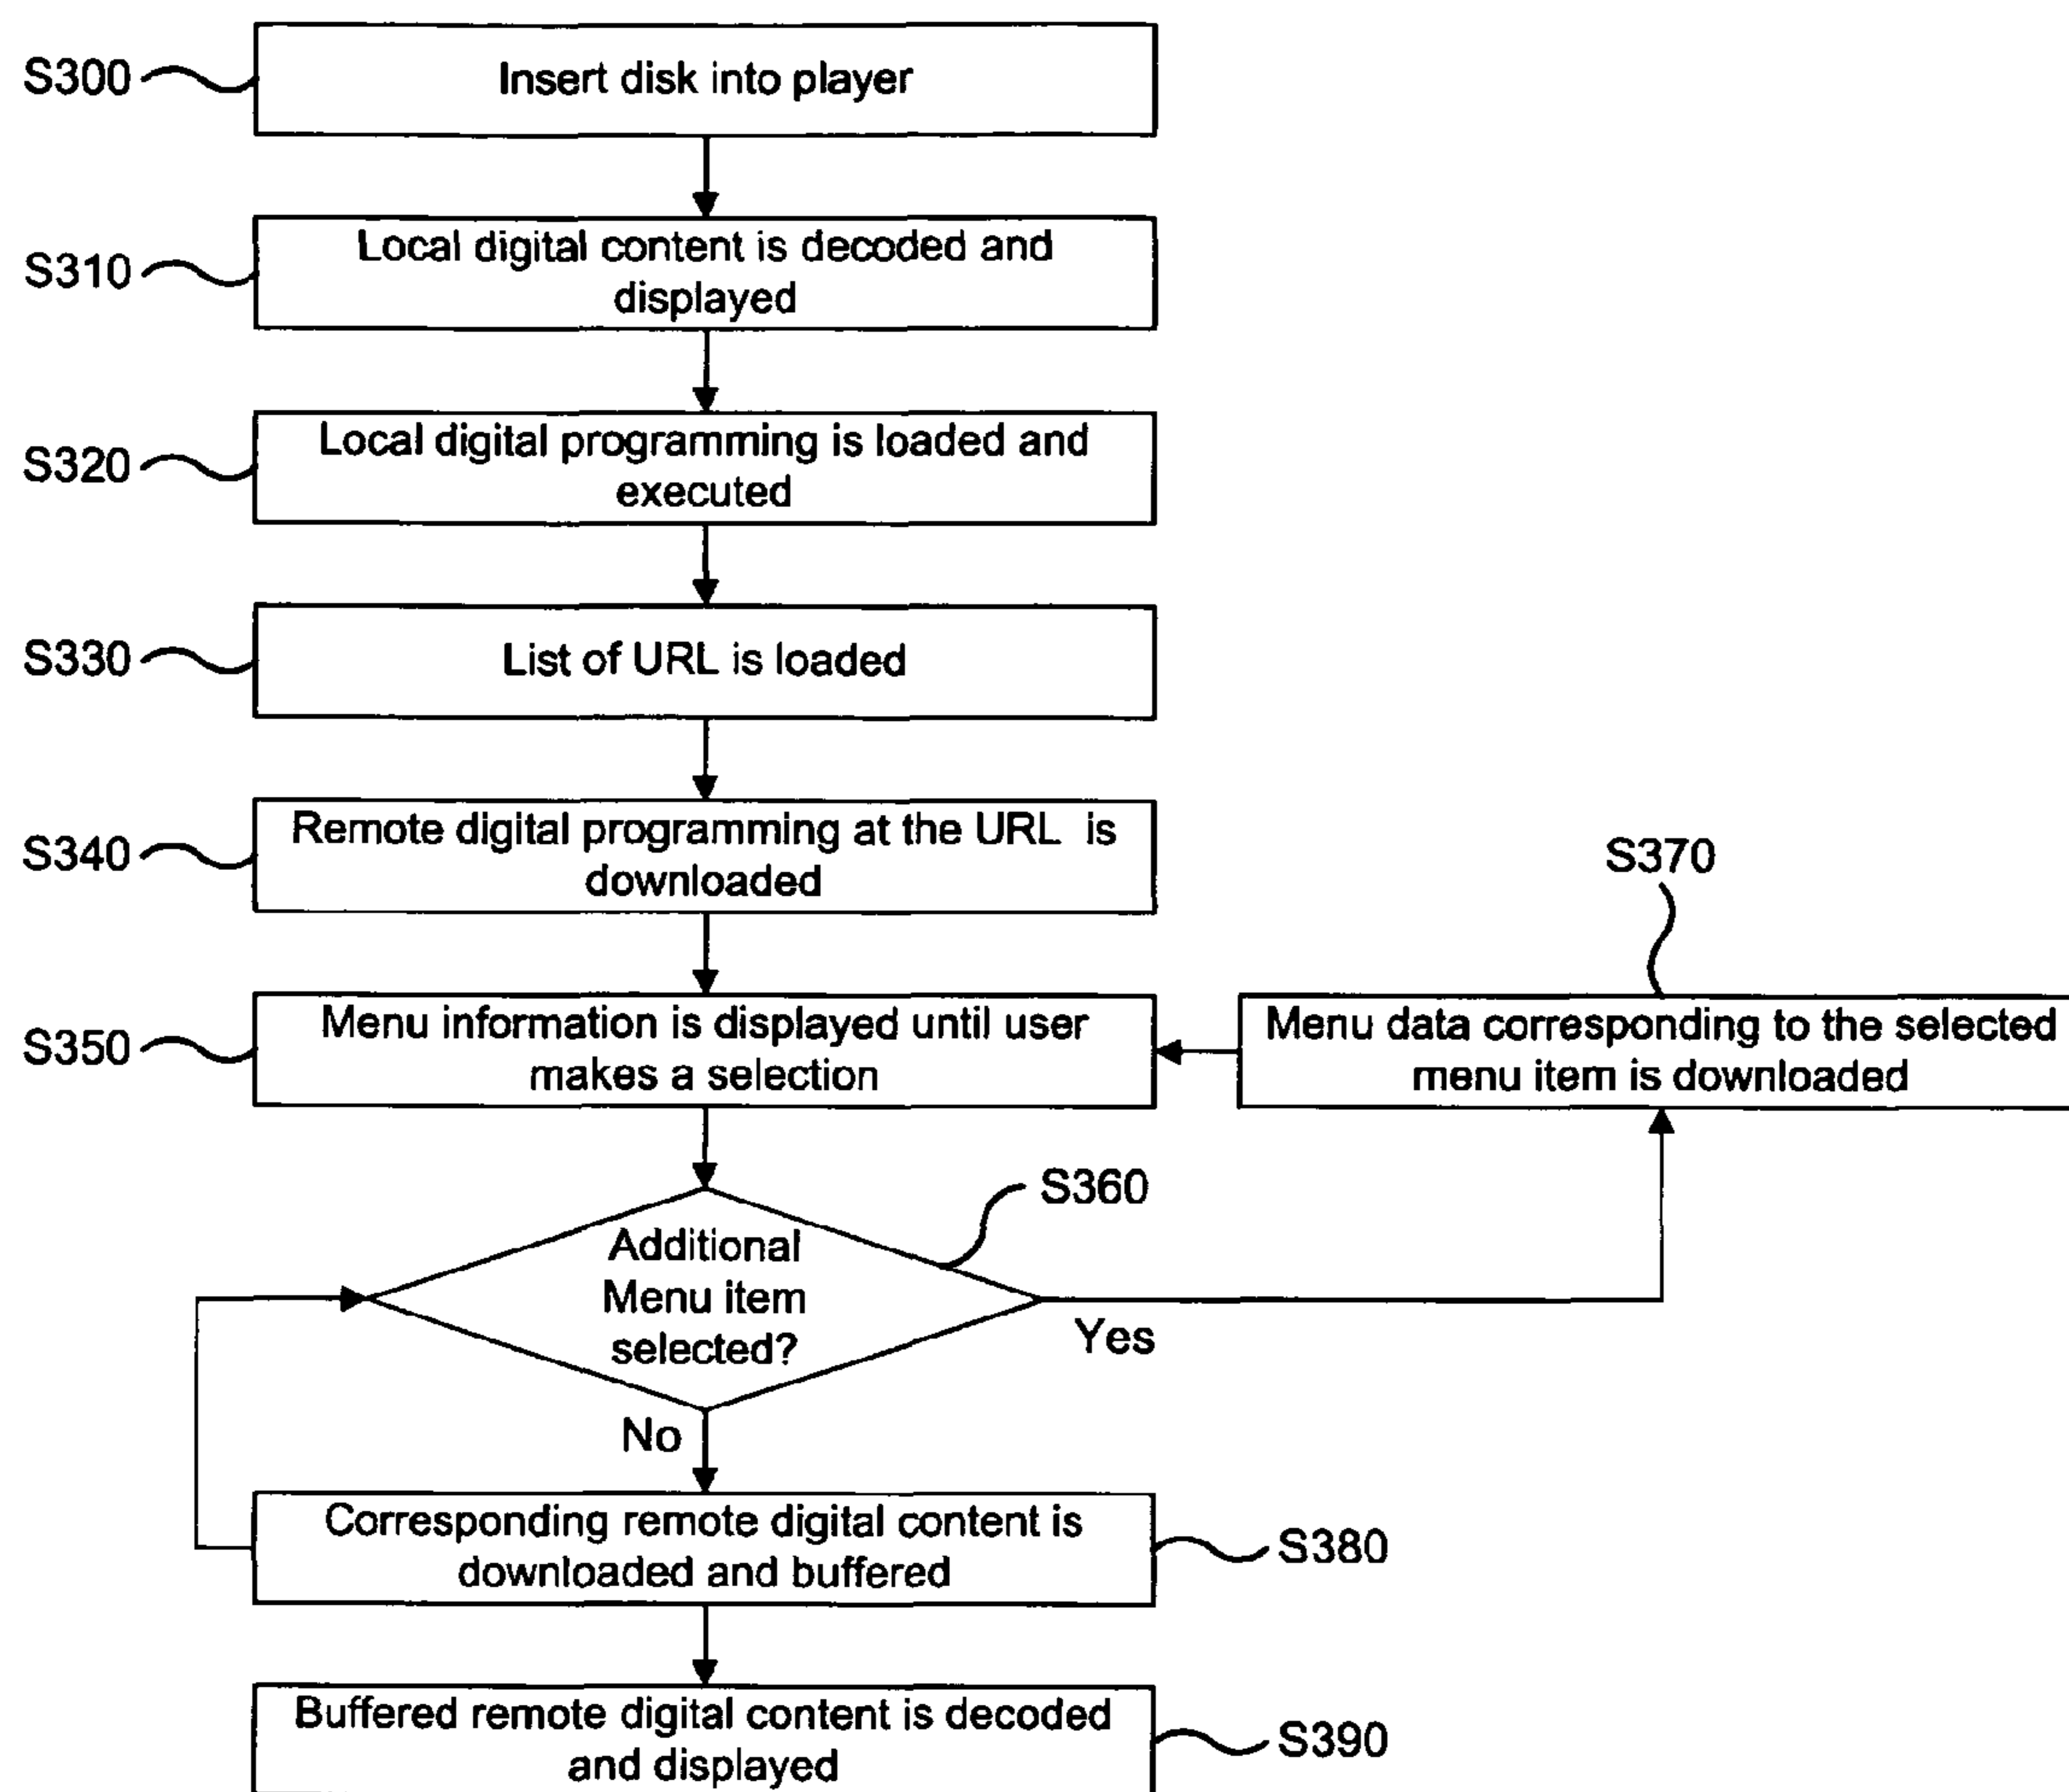 S300
Insert disk into player
S310
Local digital content is decoded and
displayed
S320
Local digital programming is loaded and
executed
S330
List of URL is loaded
S340
Remote digital programming at the URL is
downloaded
S370
S350
Menu information is displayed until user
makes a selection
Menu data corresponding to the selected
menu item is downloaded
S360
Additional
Menu item
selected?
Yes
No
Corresponding remote digital content is
downloaded and buffered
S380
Buffered remote digital content is decoded
and displayed
S390